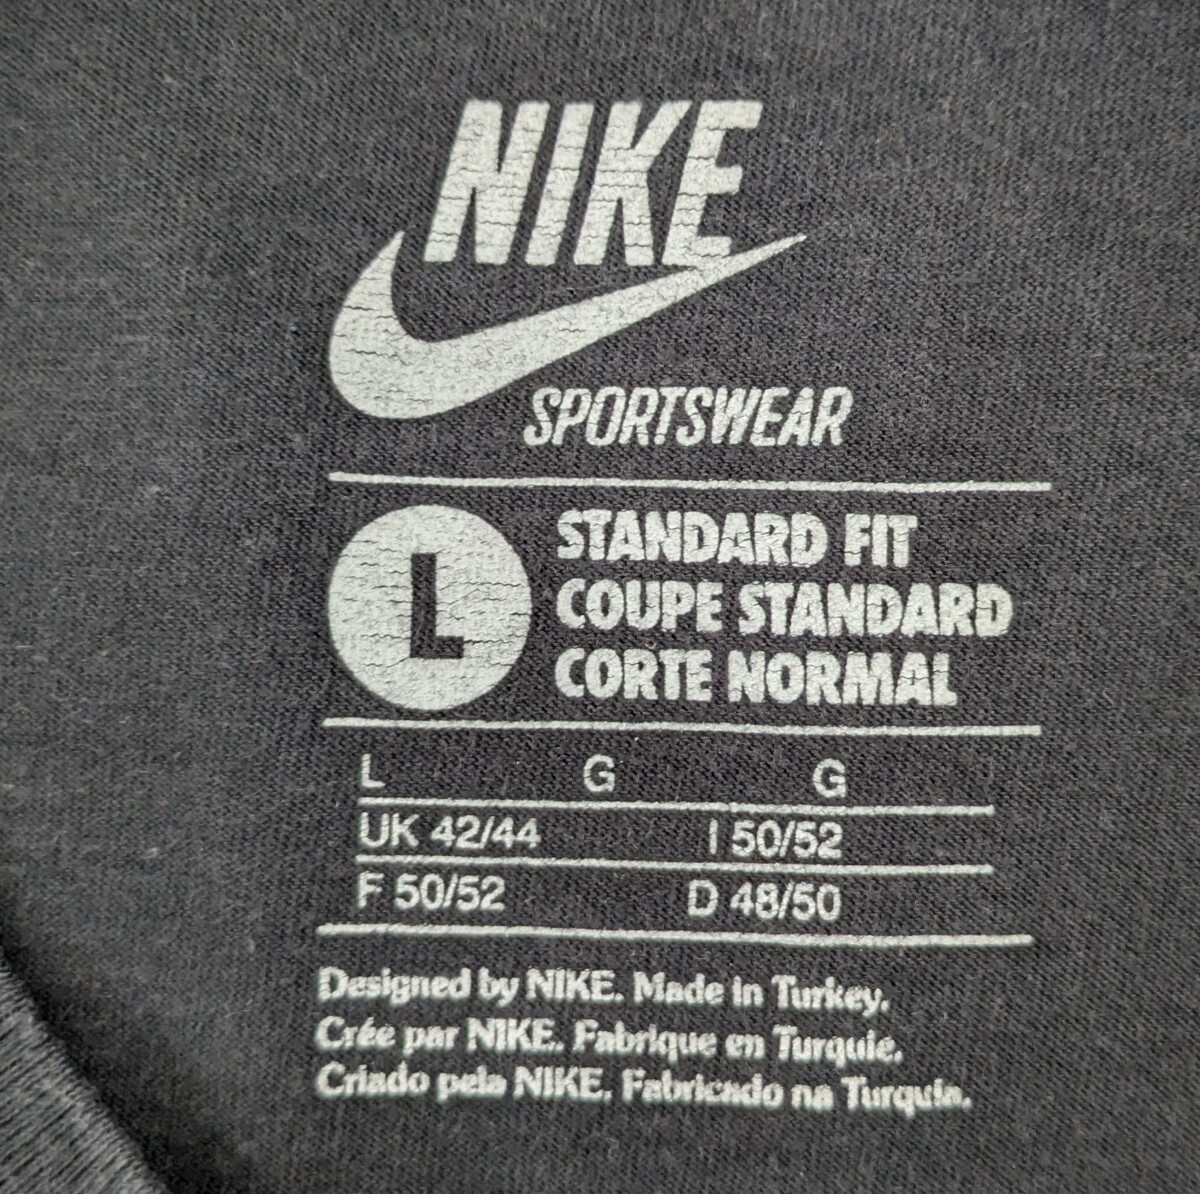 NIKE
SPORTSWEAR
L
STANDARD FIT
COUPE STANDARD
CORTE NORMAL
L G G
UK 42/44 I 50/52
F 50/52 D 48/50
Designed by NIKE. Made in Turkey.
Crée par NIKE. Fabrique en Turquie.
Criado pela NIKE. Fabricado na Turquia.